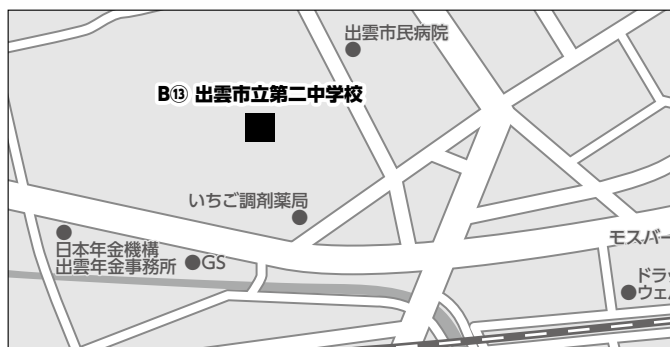 出雲市民病院
B⑬ 出雲市立第二中学校
いちご調剤薬局
日本年金機構
出雲年金事務所
GS
モスバー
ドラッ
ウェル